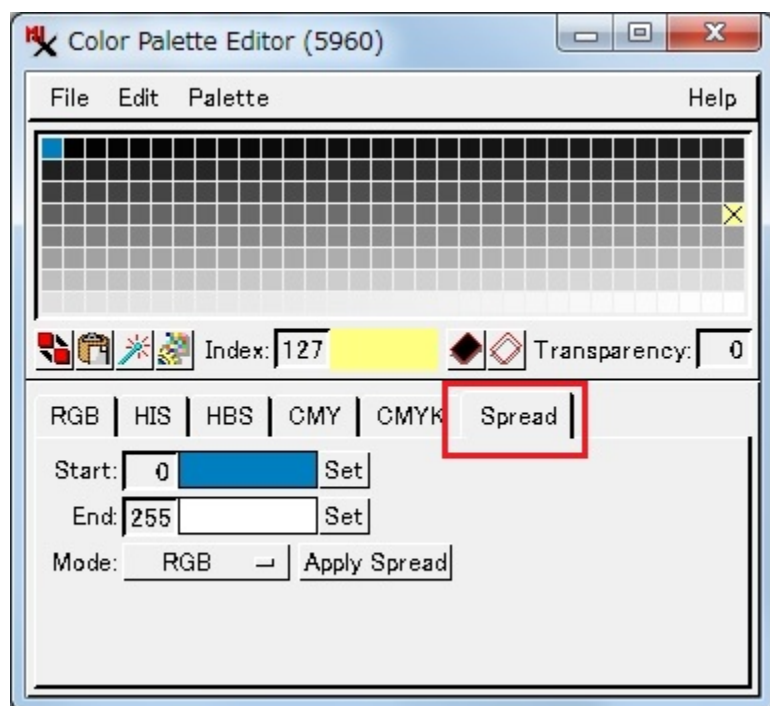 Color Palette Editor (5960)
File Edit Palette Help
Index: 127 Transparency: 0
RGB HIS HBS CMY CMYK Spread
Start: 0 Set
End: 255 Set
Mode: RGB Apply Spread